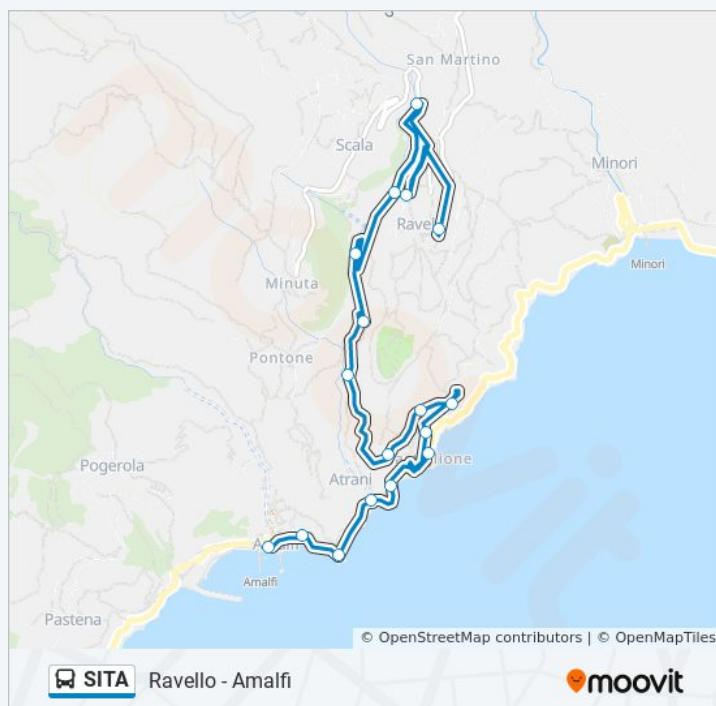 San Martino
Scala
Minori
Ravello
Minori
Minuta
Pontone
Pogerola
Atrani
Amalfi
Pastena
© OpenStreetMap contributors | © OpenMapTiles
SITA Ravello - Amalfi
moovit